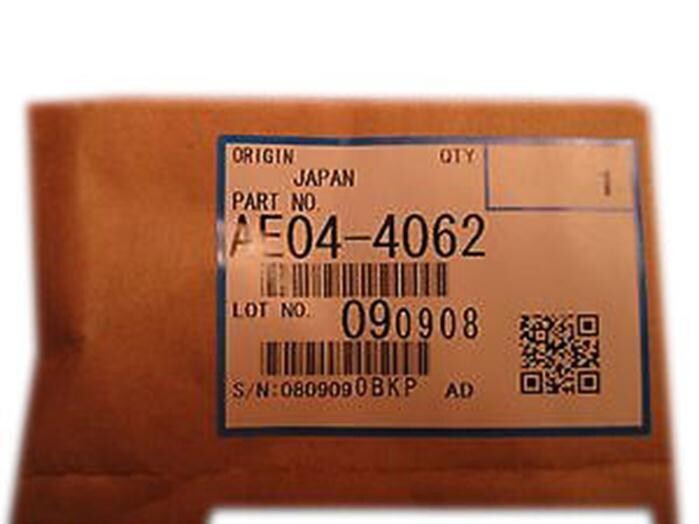 ORIGIN QTY
JAPAN 1
PART NO.
AE04-4062
LOT NO. 090908
S/N:0809090BKP AD